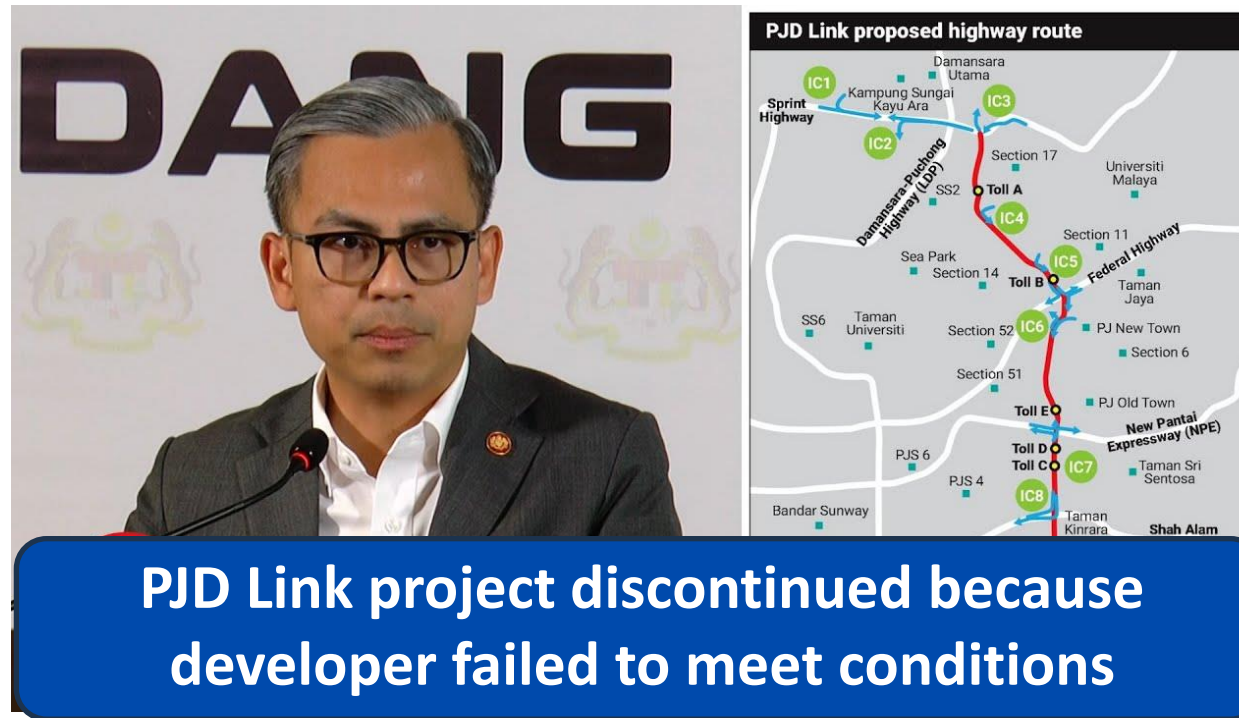 DANG
PJD Link proposed highway route
Damansara
Utama
IC1
Kampung Sungai
Kayu Ara
IC3
Sprint
Highway
IC2
Section 17
Damansara-Puchong
Highway (LDP)
Universiti
Malaya
Toll A
SS2
IC4
Section 11
Federal Highway
Sea Park
IC5
Section 14
Toll B
Taman
Jaya
SS6
Taman
Universiti
Section 52
IC6
PJ New Town
Section 6
Section 51
Toll E
PJ Old Town
New Pantai
Expressway (NPE)
Toll D
PJS 6
Toll C
IC7
Taman Sri
Sentosa
PJS 4
IC8
Bandar Sunway
Taman
Kinrara
Shah Alam
PJD Link project discontinued because
developer failed to meet conditions